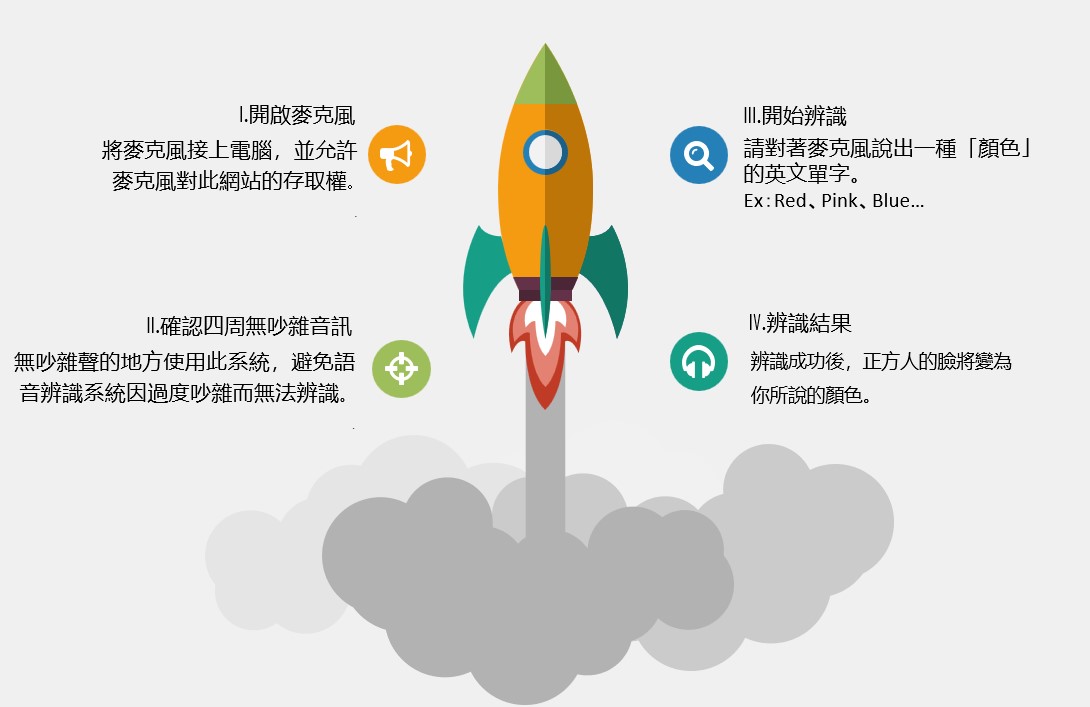 I.開啟麥克風
將麥克風接上電腦，並允許
麥克風對此網站的存取權。
.
II.確認四周無吵雜音訊
無吵雜聲的地方使用此系統，避免語
音辨識系統因過度吵雜而無法辨識。
.
III.開始辨識
請對著麥克風說出一種「顏色」
的英文單字。
Ex：Red、Pink、Blue...
IV.辨識結果
辨識成功後，正方人的臉將變為
你所說的顏色。